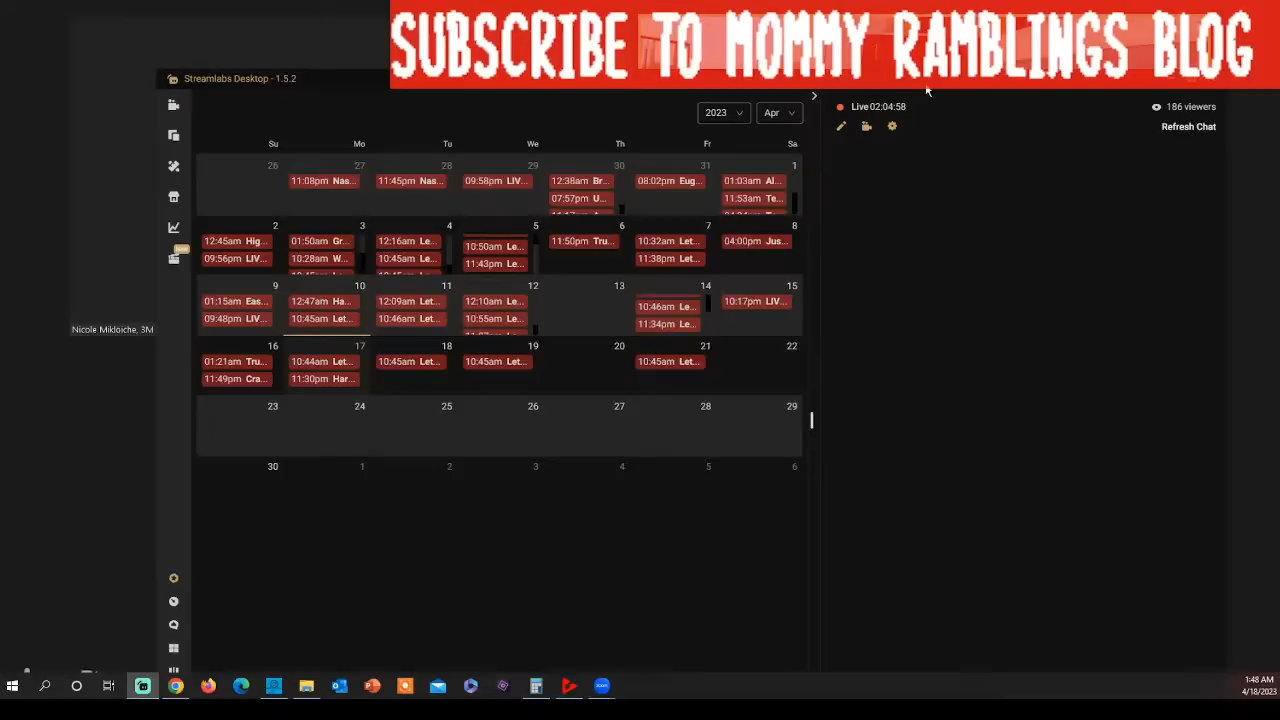 SUBSCRIBE TO MOMMY RAMBLINGS BLOG
Streamlabs Desktop - 1.5.2
Live 02:04:58
186 viewers
Refresh Chat
2023 Apr
Su Mo Tu We Th Fr Sa
26 27 28 29 30 31 1
11:08pm Nas... 11:45pm Nas... 09:58pm LIV... 12:38am Br... 08:02pm Eug... 01:03am Al...
07:57pm U... 11:53am Te...
2 3 4 5 6 7 8
12:45am Hig... 01:50am Gr... 12:16am Le... 10:50am Le... 11:50pm Tru... 10:32am Let... 04:00pm Jus...
09:56pm LIV... 10:28am W... 10:45am Le... 11:43pm Le... 11:38pm Let...
9 10 11 12 13 14 15
01:15am Eas... 12:47am Ha... 12:09am Let... 12:10am Le... 10:46am Le... 10:17pm LIV...
09:48pm LIV... 10:45am Let... 10:46am Let... 10:55am Le... 11:34pm Le...
Nicole Mikloiche, 3M
16 17 18 19 20 21 22
01:21am Tru... 10:44am Let... 10:45am Let... 10:45am Let... 10:45am Let...
11:49pm Cra... 11:30pm Har...
23 24 25 26 27 28 29
30 1 2 3 4 5 6
1:48 AM
4/18/2023